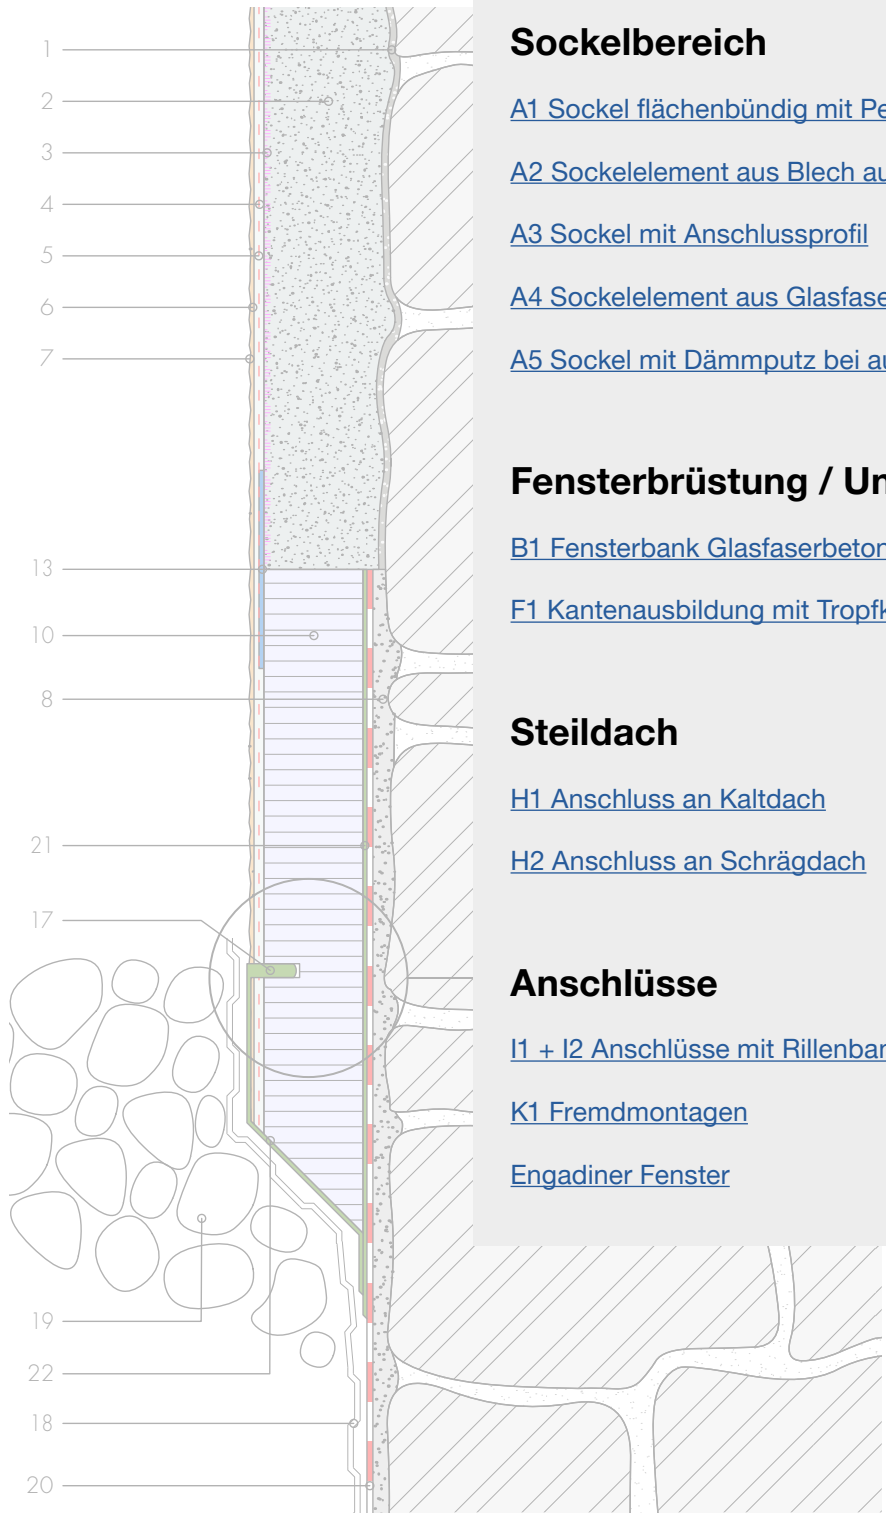 1
2
3
4
5
6
7
13
10
8
21
17
19
22
18
20
Sockelbereich
A1 Sockel flächenbündig mit Pe
A2 Sockelelement aus Blech au
A3 Sockel mit Anschlussprofil
A4 Sockelelement aus Glasfase
A5 Sockel mit Dämmputz bei au
Fensterbrüstung / Un
B1 Fensterbank Glasfaserbeton
F1 Kantenausbildung mit Tropfk
Steildach
H1 Anschluss an Kaltdach
H2 Anschluss an Schrägdach
Anschlüsse
I1 + I2 Anschlüsse mit Rillenban
K1 Fremdmontagen
Engadiner Fenster